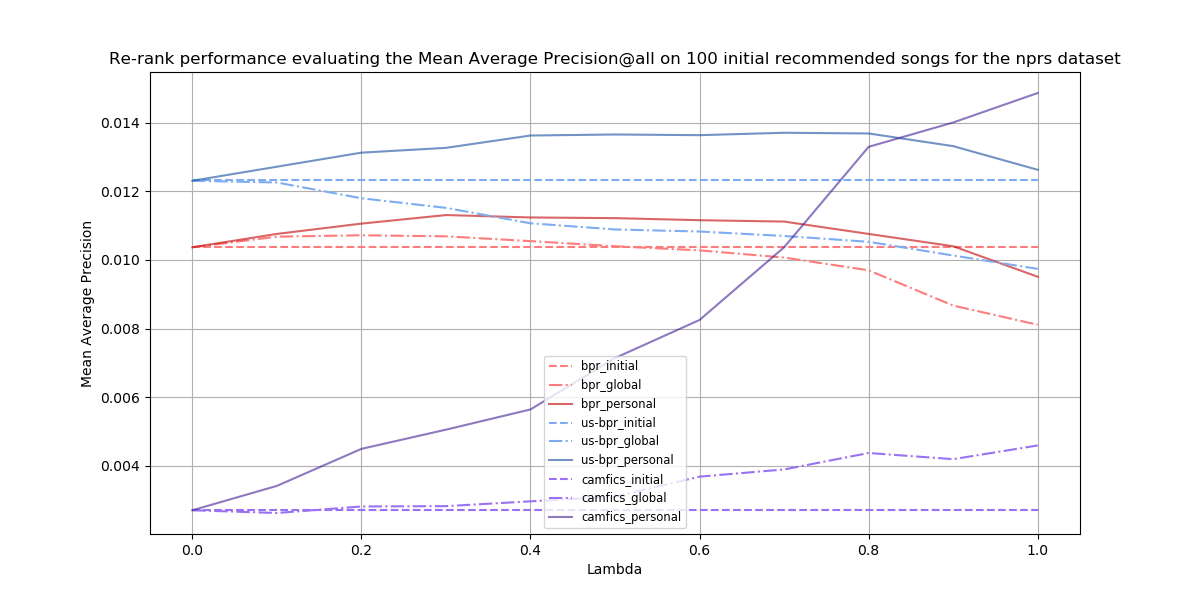 Re-rank performance evaluating the Mean Average Precision@all on 100 initial recommended songs for the nprs dataset
Mean Average Precision
0.014
0.012
0.010
0.008
0.006
0.004
bpr_initial
bpr_global
bpr_personal
us-bpr_initial
us-bpr_global
us-bpr_personal
camfics_initial
camfics_global
camfics_personal
0.0 0.2 0.4 0.6 0.8 1.0
Lambda